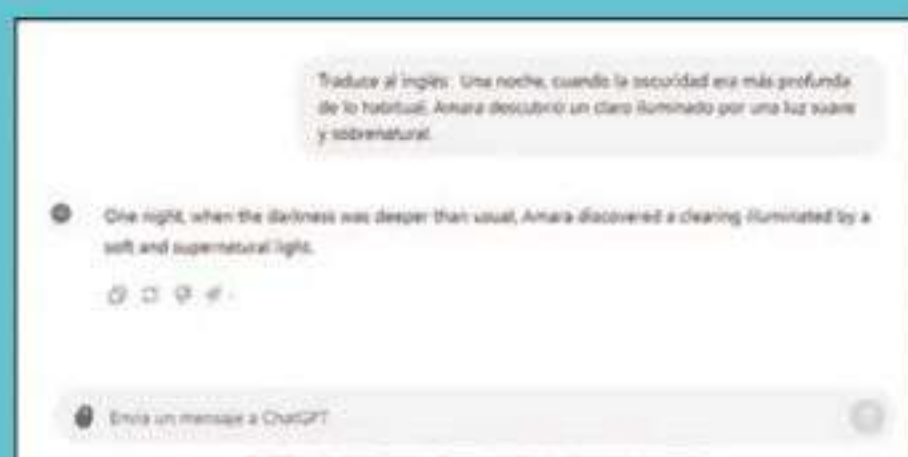 Traduce al inglés: Una noche, cuando la oscuridad era más profunda
de lo habitual, Amara descubrió un claro iluminado por una luz suave
y sobrenatural.
One night, when the darkness was deeper than usual, Amara discovered a clearing illuminated by a
soft and supernatural light.
Envía un mensaje a ChatGPT